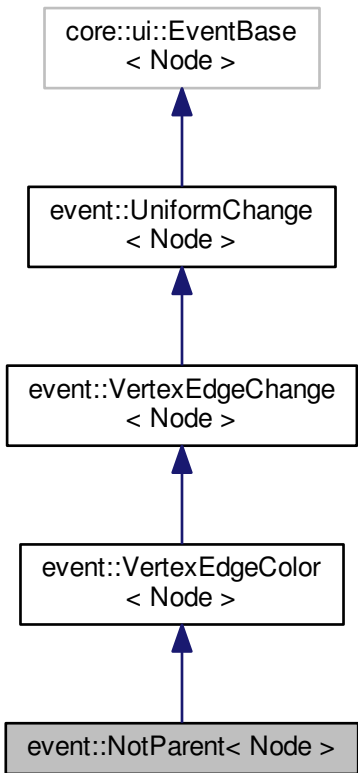 core::ui::EventBase
< Node >
event::UniformChange
< Node >
event::VertexEdgeChange
< Node >
event::VertexEdgeColor
< Node >
event::NotParent< Node >